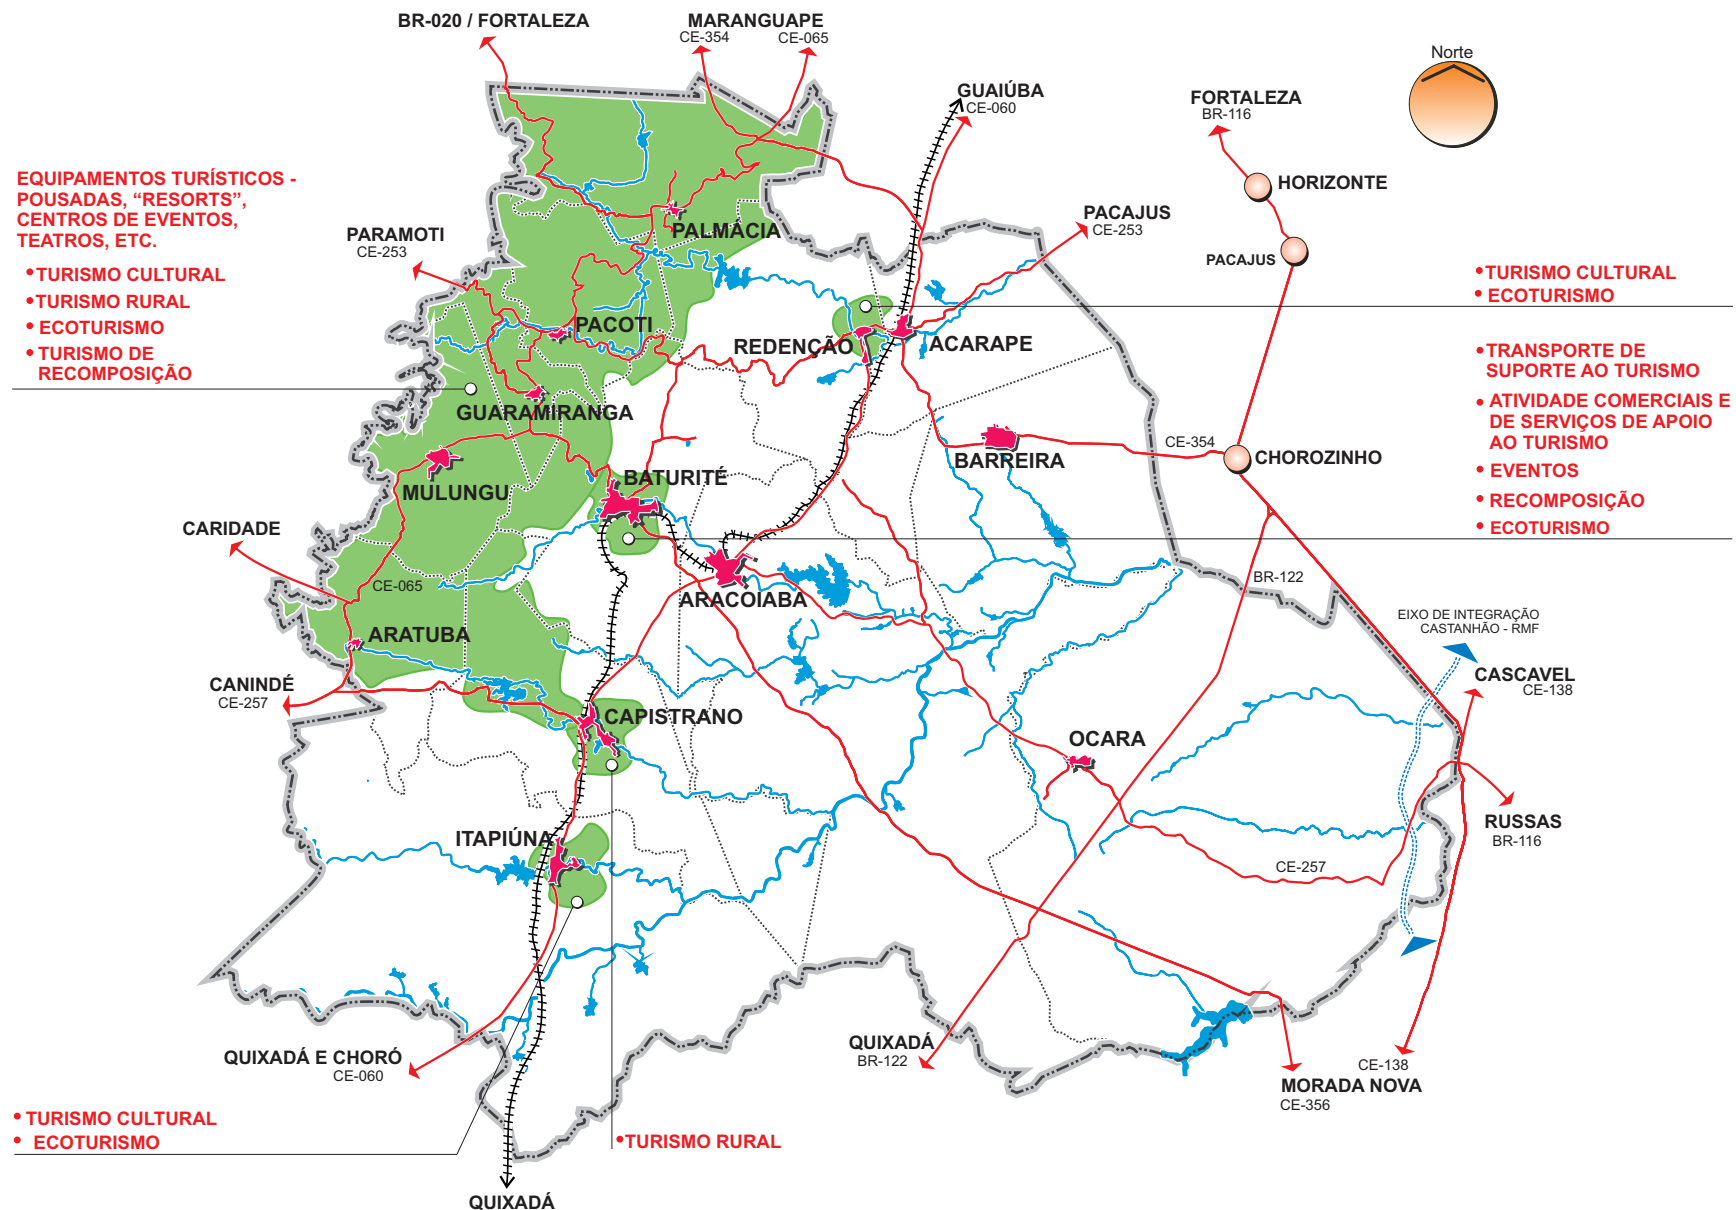 BR-020 / FORTALEZA
MARANGUAPE
CE-354
CE-065
Norte
GUAIÚBA
CE-060
FORTALEZA
BR-116
HORIZONTE
EQUIPAMENTOS TURÍSTICOS -
POUSADAS, “RESORTS”,
CENTROS DE EVENTOS,
TEATROS, ETC.
• TURISMO CULTURAL
• TURISMO RURAL
• ECOTURISMO
• TURISMO DE
RECOMPOSIÇÃO
PARAMOTI
CE-253
PALMÁCIA
PACAJUS
CE-253
PACAJUS
• TURISMO CULTURAL
• ECOTURISMO
PACOTI
REDENÇÃO
ACARAPE
• TRANSPORTE DE
SUPORTE AO TURISMO
• ATIVIDADE COMERCIAIS E
DE SERVIÇOS DE APOIO
AO TURISMO
• EVENTOS
• RECOMPOSIÇÃO
• ECOTURISMO
GUARAMIRANGA
BARREIRA
CE-354
CHOROZINHO
MULUNGU
BATURITÉ
CARIDADE
CE-065
ARACOIABA
BR-122
EIXO DE INTEGRAÇÃO
CASTANHÃO - RMF
ARATUBA
CASCAVEL
CE-138
CANINDÉ
CE-257
CAPISTRANO
OCARA
ITAPIÚNA
RUSSAS
BR-116
CE-257
QUIXADÁ E CHORÓ
CE-060
QUIXADÁ
BR-122
CE-138
MORADA NOVA
CE-356
• TURISMO CULTURAL
• ECOTURISMO
• TURISMO RURAL
QUIXADÁ